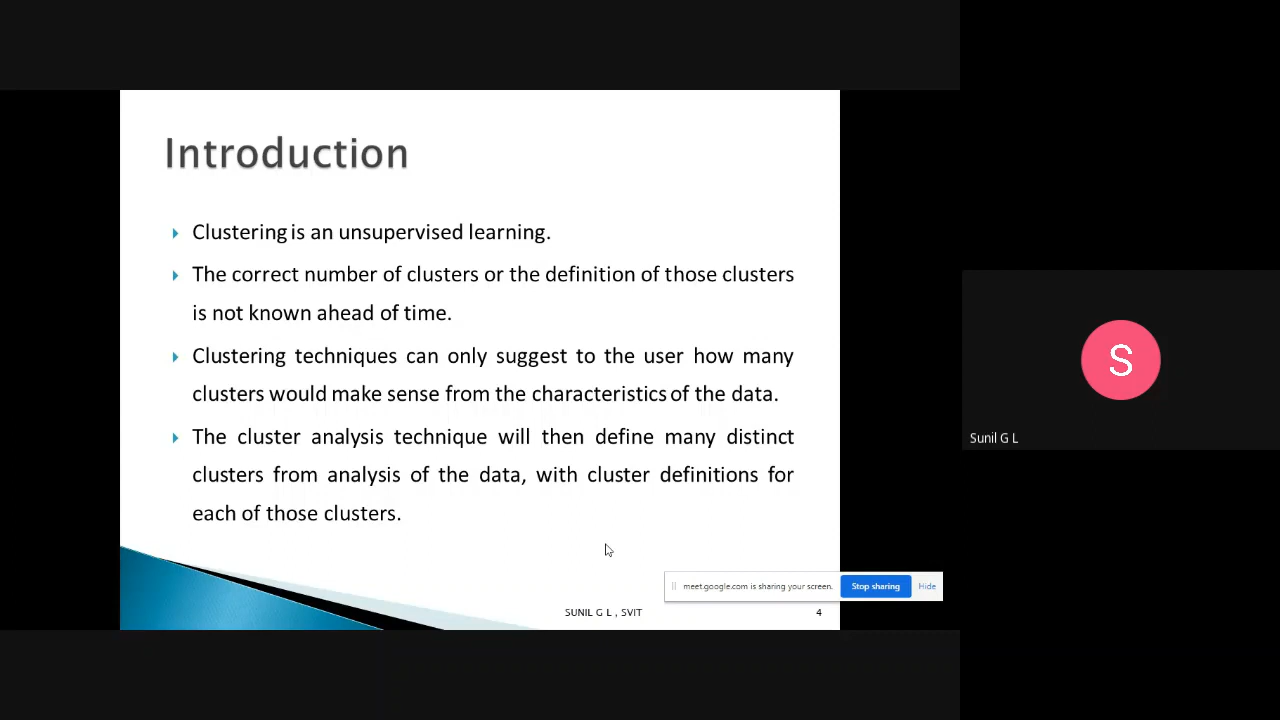 Introduction
Clustering is an unsupervised learning.
The correct number of clusters or the definition of those clusters
is not known ahead of time.
Clustering techniques can only suggest to the user how many
clusters would make sense from the characteristics of the data.
The cluster analysis technique will then define many distinct
clusters from analysis of the data, with cluster definitions for
each of those clusters.
meet.google.com is sharing your screen. Stop sharing Hide
SUNIL G L , SVIT 4
S
Sunil G L